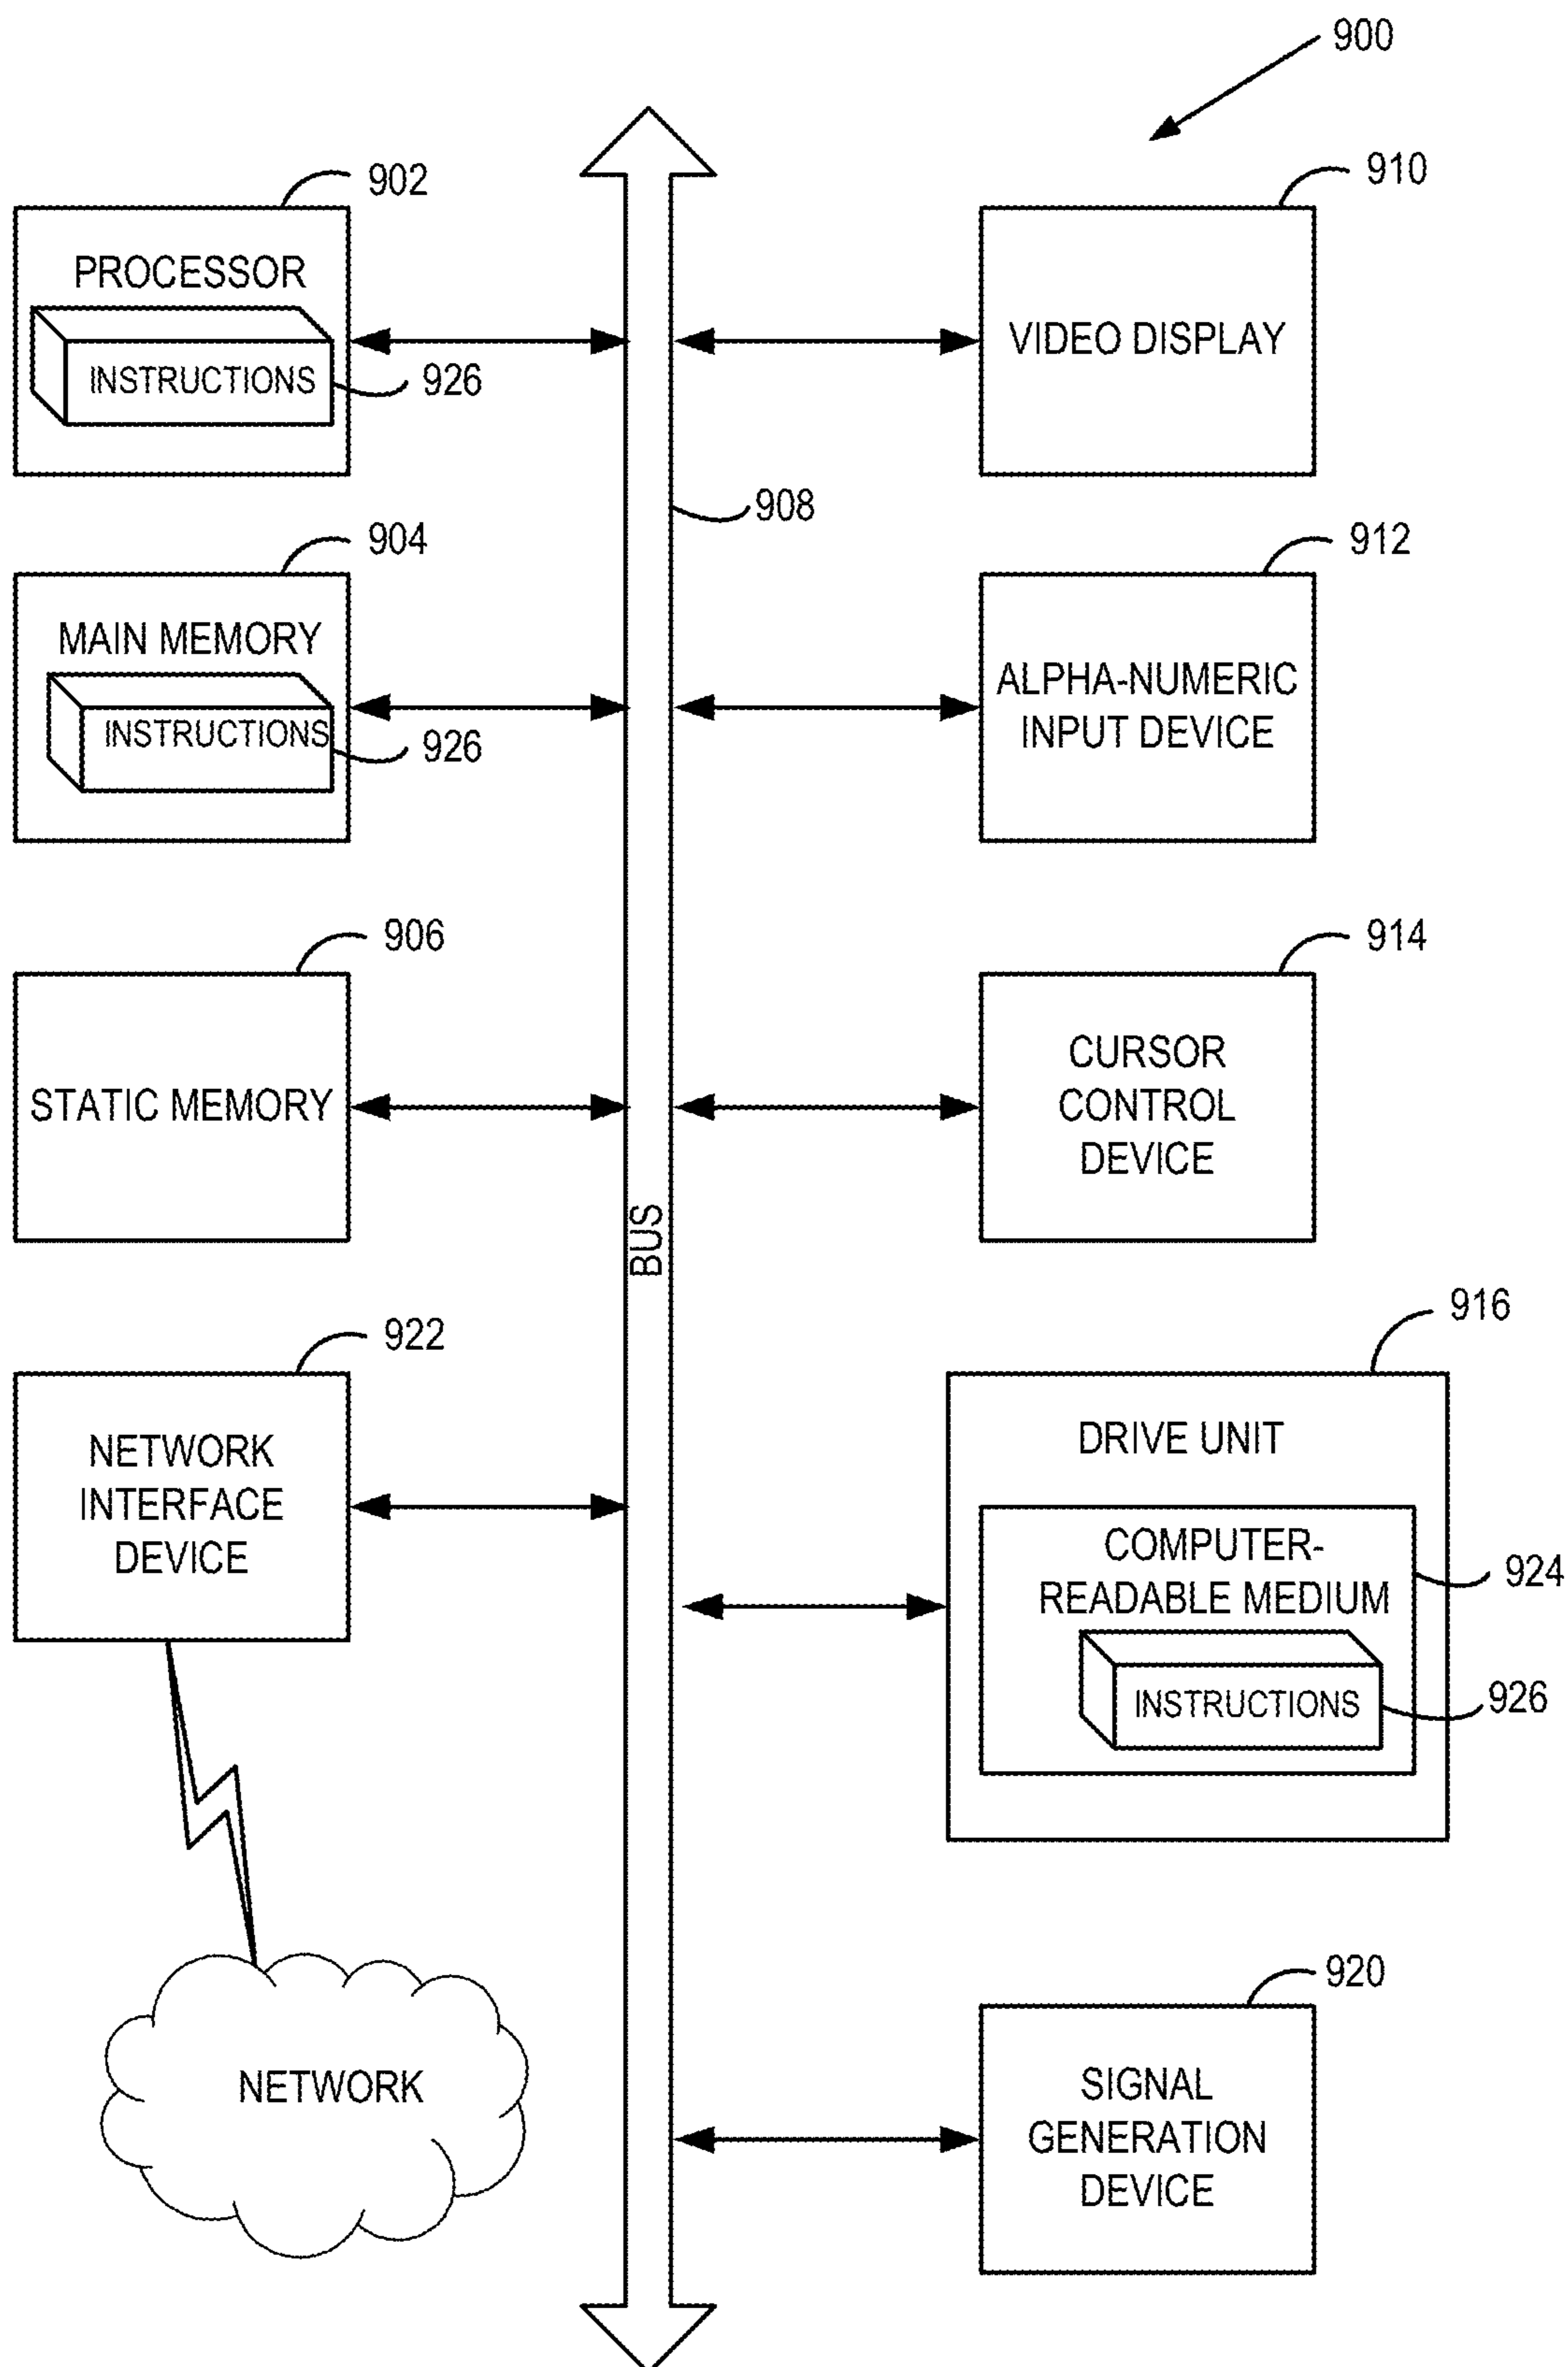 900
902
PROCESSOR
INSTRUCTIONS
926
904
MAIN MEMORY
INSTRUCTIONS
926
906
STATIC MEMORY
922
NETWORK
INTERFACE
DEVICE
NETWORK
908
BUS
910
VIDEO DISPLAY
912
ALPHA-NUMERIC
INPUT DEVICE
914
CURSOR
CONTROL
DEVICE
916
DRIVE UNIT
COMPUTER-
READABLE MEDIUM
924
INSTRUCTIONS
926
920
SIGNAL
GENERATION
DEVICE